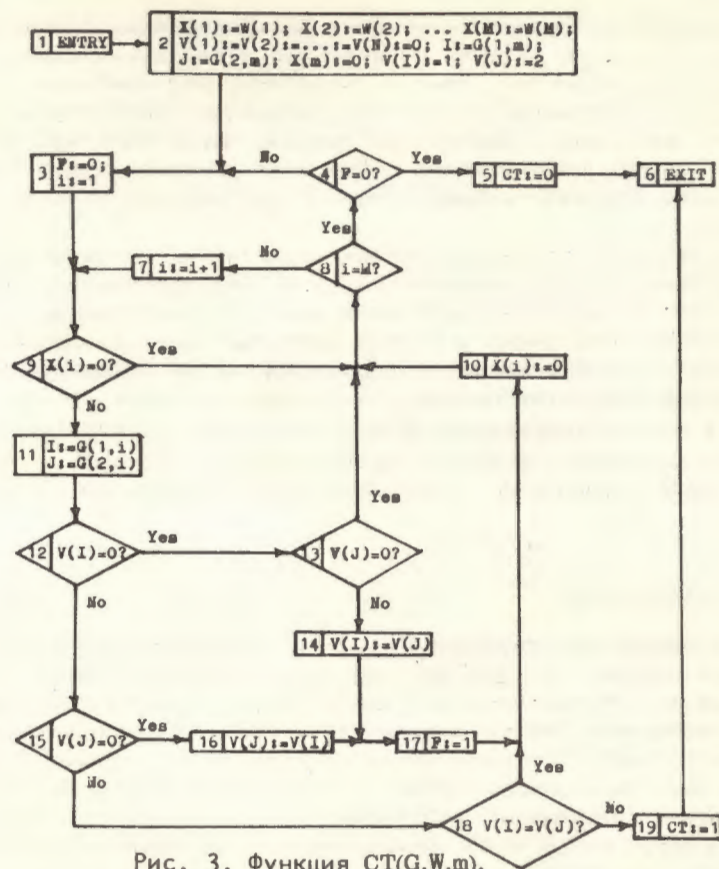 1 ENTRY
2 X(1):=W(1); X(2):=W(2); ... X(M):=W(M);
V(1):=V(2):=...:=V(N):=0; I:=G(1,m);
J:=G(2,m); X(m):=0; V(I):=1; V(J):=2
3 F:=0;
i:=1
No
4 F=0?
Yes
5 CT:=0
6 EXIT
Yes
7 i:=i+1
No
8 i=M?
9 X(i)=0?
Yes
10 X(i):=0
No
11 I:=G(1,i)
J:=G(2,i)
Yes
12 V(I)=0?
Yes
13 V(J)=0?
No
No
14 V(I):=V(J)
15 V(J)=0?
Yes
16 V(J):=V(I)
17 F:=1
No
Yes
18 V(I)=V(J)?
No
19 CT:=1
Рис. 3. Функция CT(G,W,m).